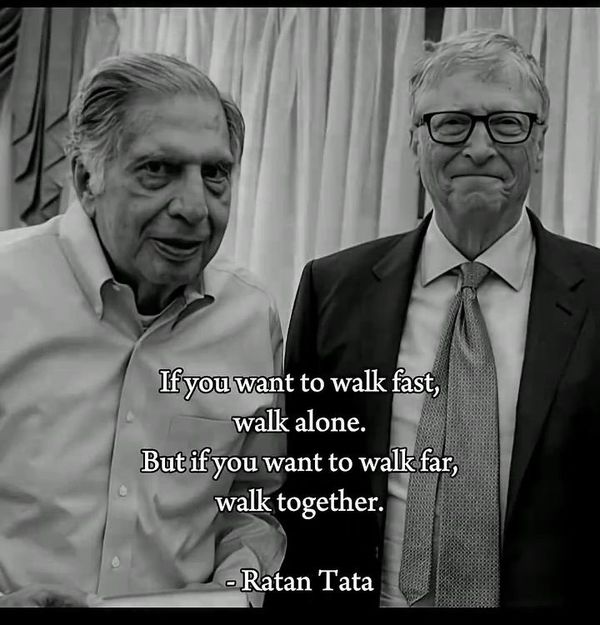 If you want to walk fast,
walk alone.
But if you want to walk far,
walk together.
- Ratan Tata